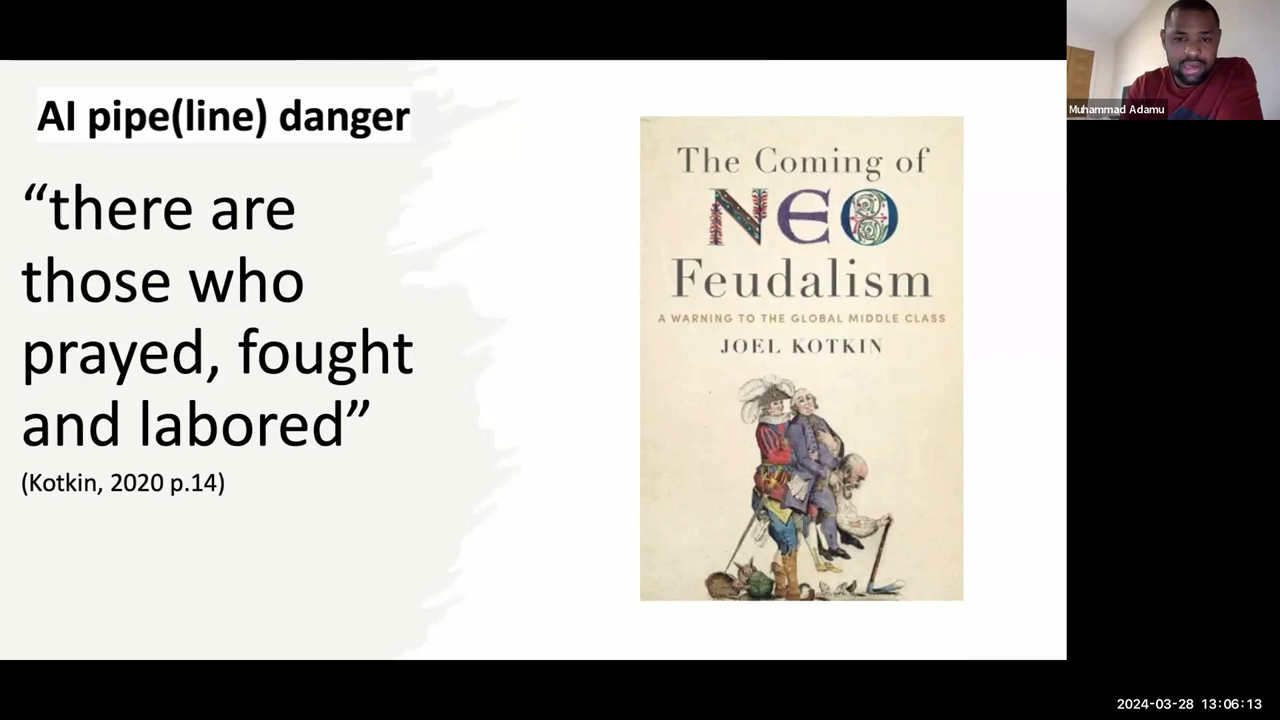 AI pipe(line) danger
“there are
those who
prayed, fought
and labored”
(Kotkin, 2020 p.14)
The Coming of
NEO
Feudalism
A WARNING TO THE GLOBAL MIDDLE CLASS
JOEL KOTKIN
Muhammad Adamu
2024-03-28 13:06:13